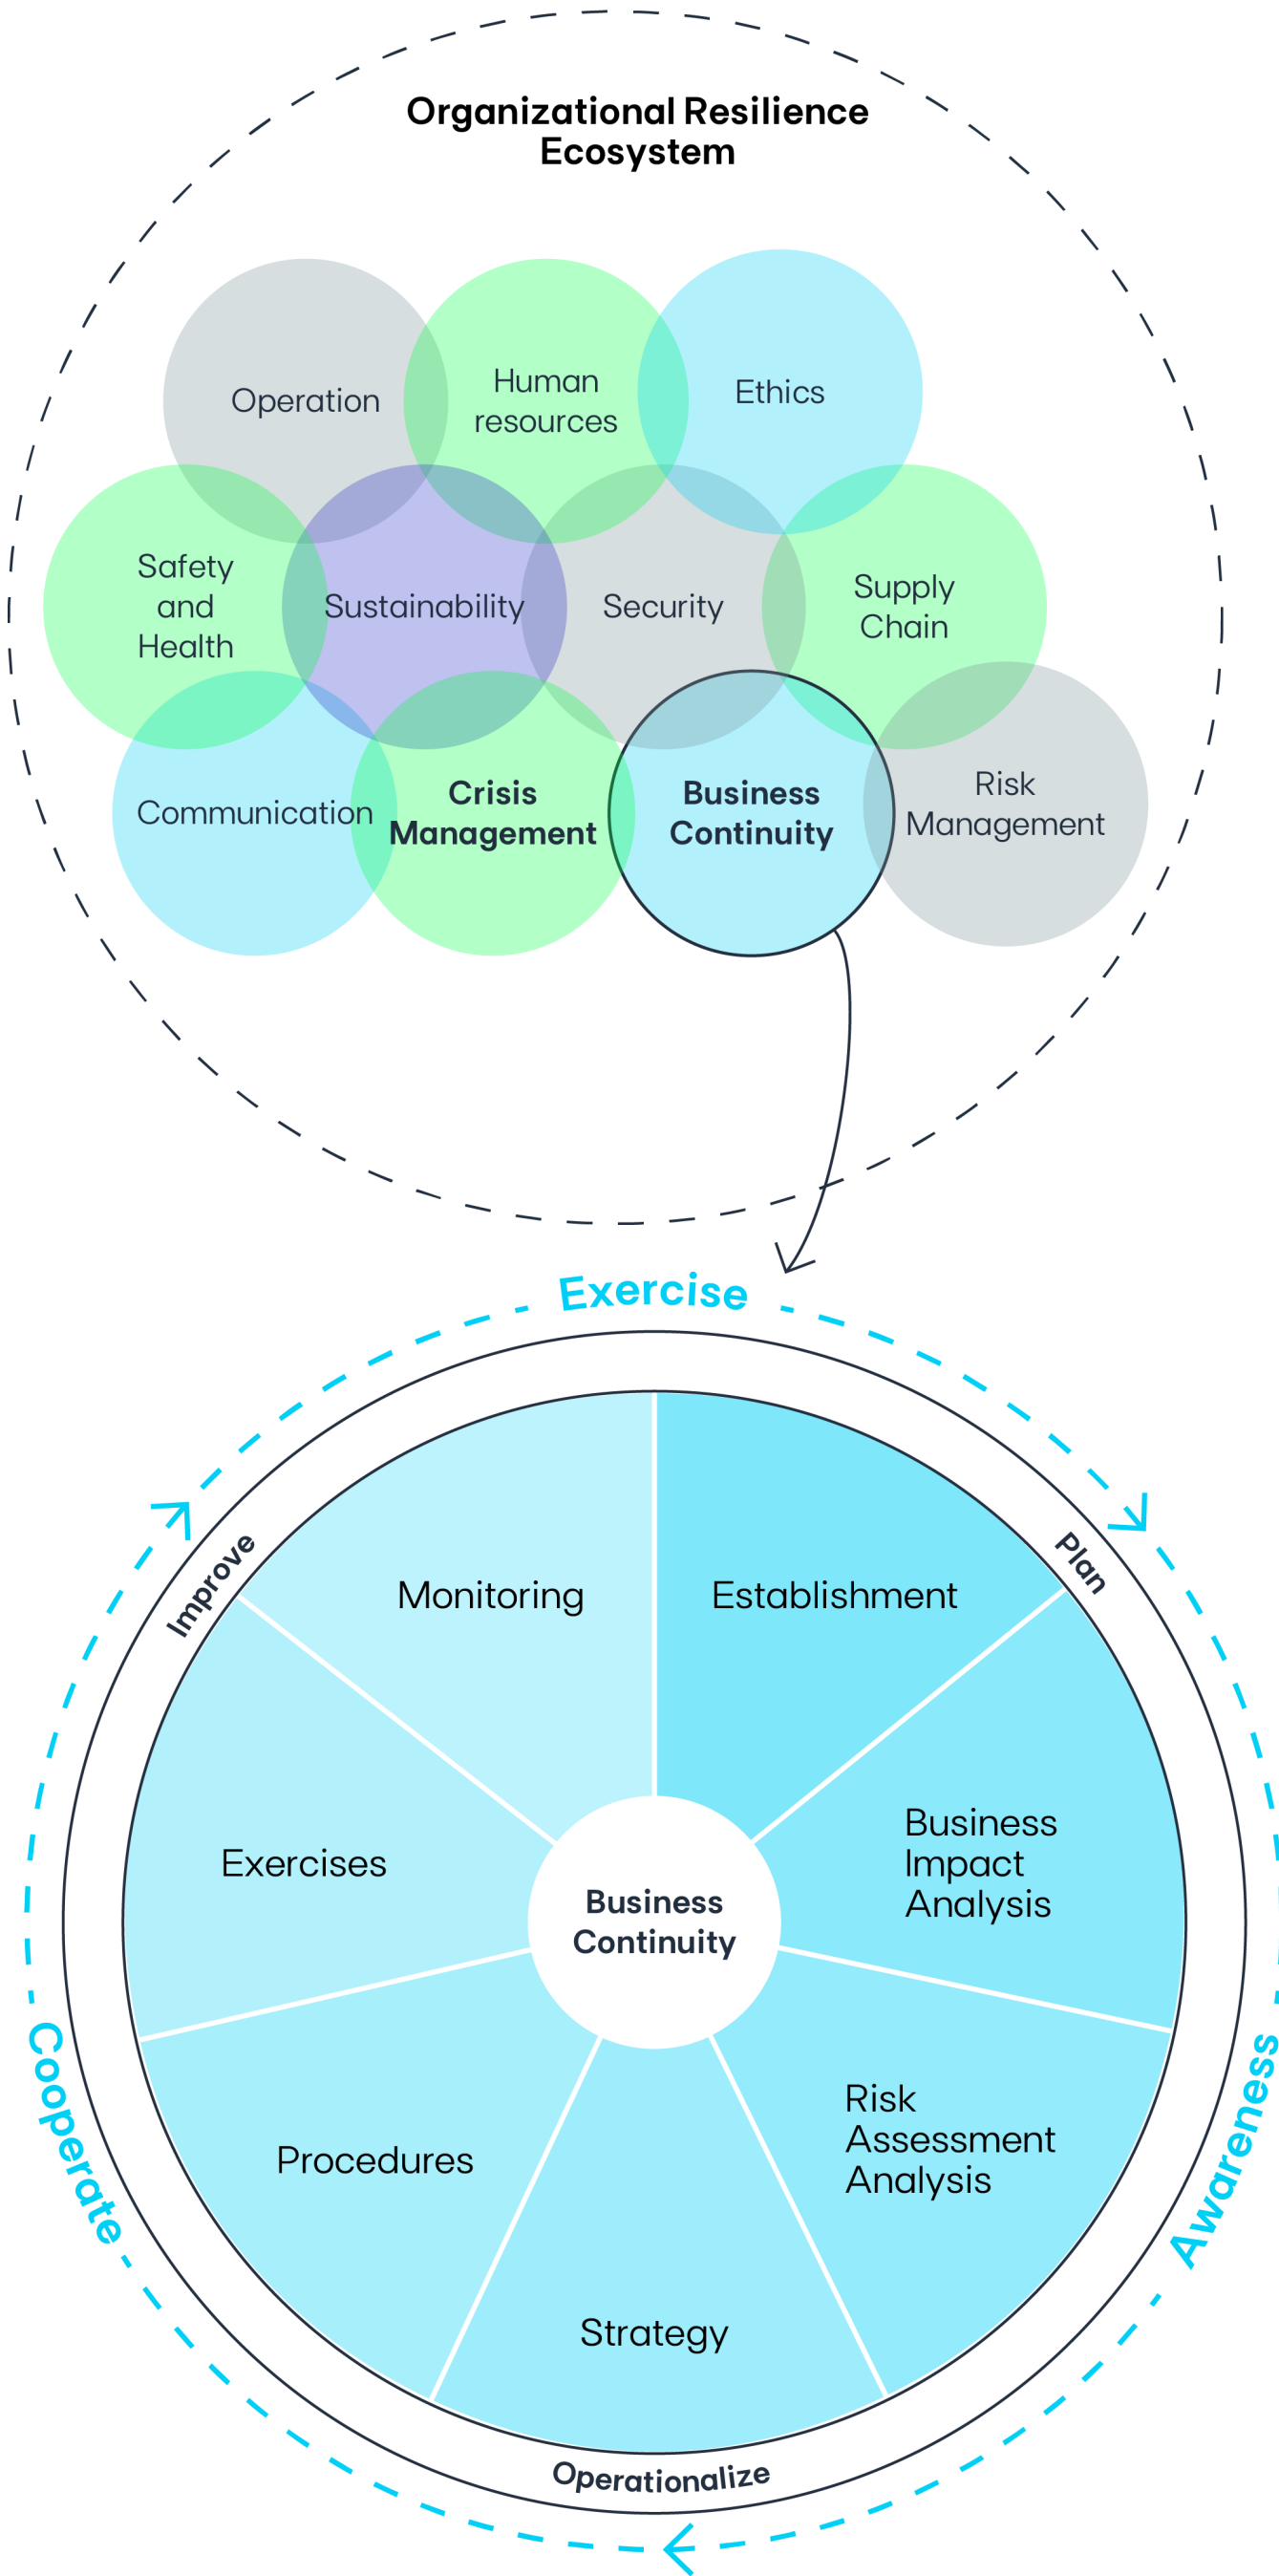 Organizational Resilience
Ecosystem
Operation
Human
resources
Ethics
Safety
and
Health
Sustainability
Security
Supply
Chain
Communication
Crisis
Management
Business
Continuity
Risk
Management
Exercise
Improve
Plan
Monitoring
Establishment
Exercises
Business
Impact
Analysis
Business
Continuity
Cooperate
Awareness
Procedures
Risk
Assessment
Analysis
Strategy
Operationalize